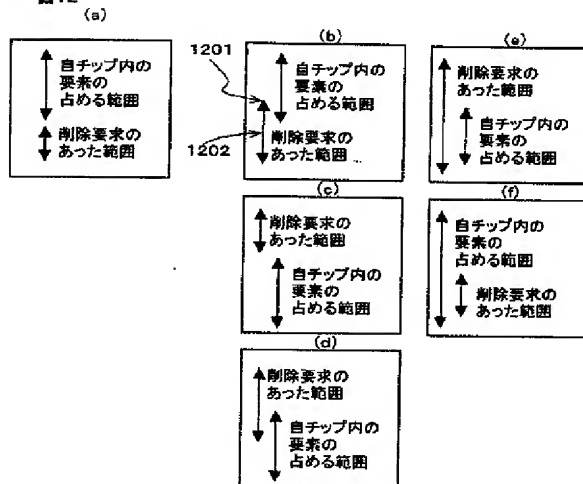 (a)
自チップ内の
要素の
占める範囲
削除要求の
あった範囲
(b)
1201
1202
自チップ内の
要素の
占める範囲
削除要求の
あった範囲
(c)
削除要求の
あった範囲
自チップ内の
要素の
占める範囲
(d)
削除要求の
あった範囲
自チップ内の
要素の
占める範囲
(e)
削除要求の
あった範囲
自チップ内の
要素の
占める範囲
(f)
自チップ内の
要素の
占める範囲
削除要求の
あった範囲